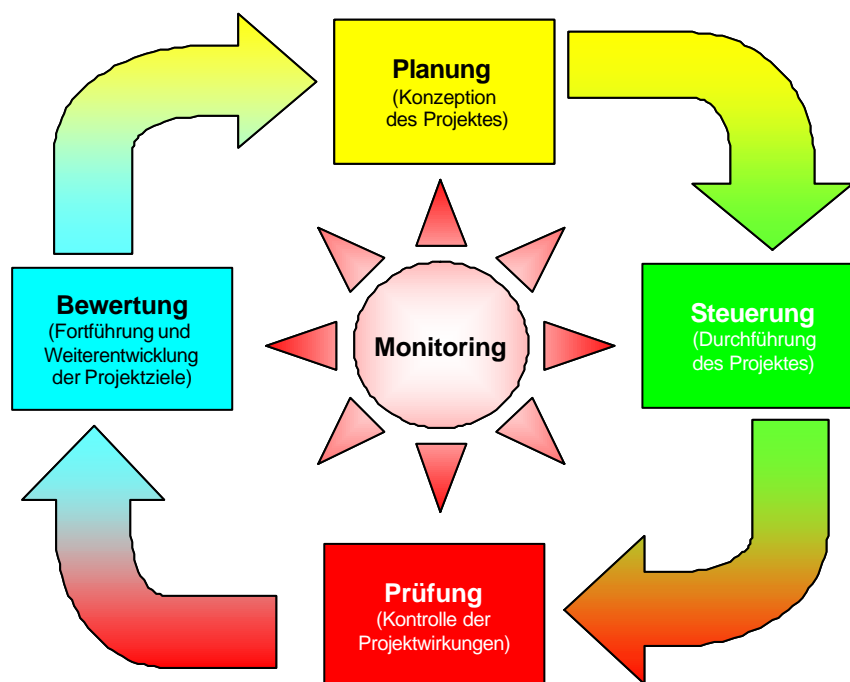 Planung
(Konzeption
des Projektes)
Bewertung
(Fortführung und
Weiterentwicklung
der Projektziele)
Monitoring
Steuerung
(Durchführung
des Projektes)
Prüfung
(Kontrolle der
Projektwirkungen)